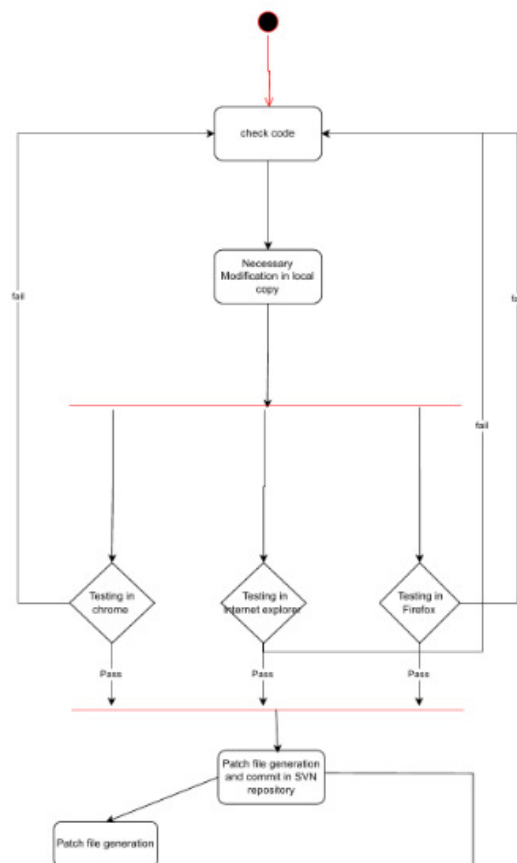 check code
Necessary
Modification in local
copy
fail
fail
Testing in
chrome
Testing in
Internet explorer
Testing in
Firefox
Pass
Pass
Pass
Patch file generation
and commit in SVN
repository
Patch file generation